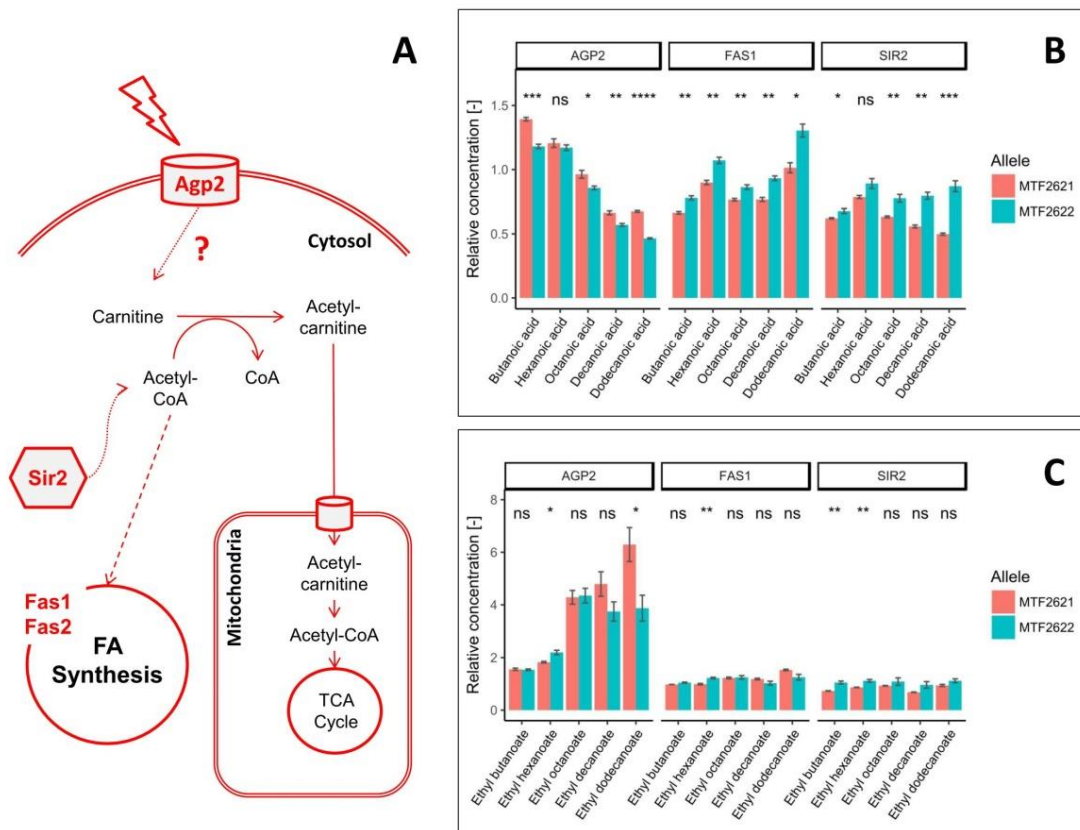 A
Agp2
?
Cytosol
Carnitine
Acetyl-
carnitine
Acetyl-
CoA
CoA
Sir2
Fas1
Fas2
FA
Synthesis
Mitochondria
Acetyl-
carnitine
Acetyl-CoA
TCA
Cycle
B
AGP2 FAS1 SIR2
*** ns * ** **** ** ** ** ** * * ns ** ** ***
Relative concentration [-]
1.5
1.0
0.5
0.0
Butanoic acid
Hexanoic acid
Octanoic acid
Decanoic acid
Dodecanoic acid
Butanoic acid
Hexanoic acid
Octanoic acid
Decanoic acid
Dodecanoic acid
Butanoic acid
Hexanoic acid
Octanoic acid
Decanoic acid
Dodecanoic acid
Allele
MTF2621
MTF2622
C
AGP2 FAS1 SIR2
ns * ns ns * ns ** ns ns ns ** ** ns ns ns
Relative concentration [-]
8
6
4
2
0
Ethyl butanoate
Ethyl hexanoate
Ethyl octanoate
Ethyl decanoate
Ethyl dodecanoate
Ethyl butanoate
Ethyl hexanoate
Ethyl octanoate
Ethyl decanoate
Ethyl dodecanoate
Ethyl butanoate
Ethyl hexanoate
Ethyl octanoate
Ethyl decanoate
Ethyl dodecanoate
Allele
MTF2621
MTF2622